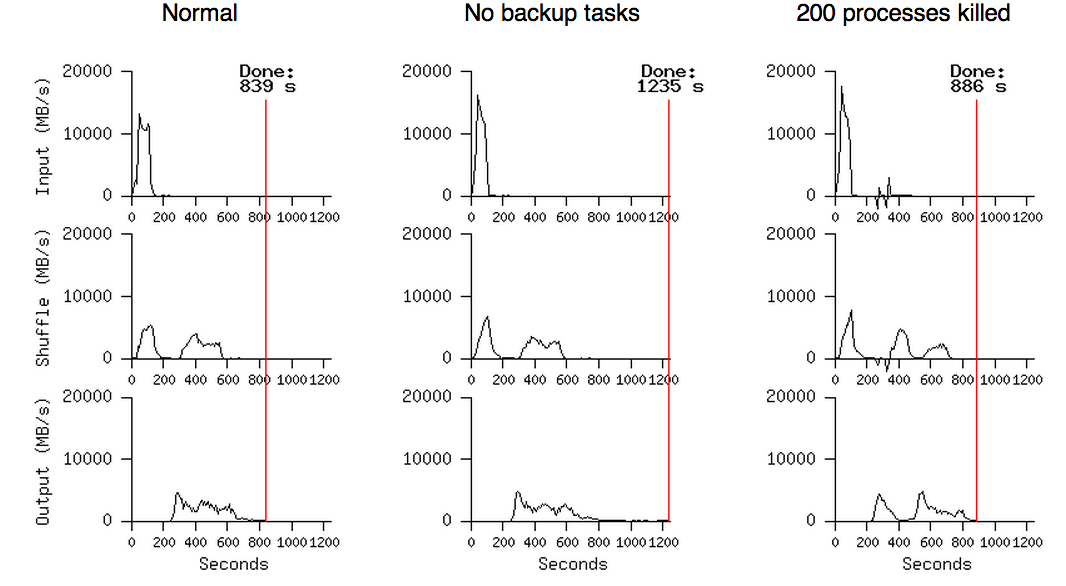 Normal
No backup tasks
200 processes killed
Done:
839 s
Done:
1235 s
Done:
886 s
Input (MB/s)
20000
10000
0
0 200 400 600 800 1000 1200
20000
10000
0
0 200 400 600 800 1000 1200
20000
10000
0
0 200 400 600 800 1000 1200
Shuffle (MB/s)
20000
10000
0
0 200 400 600 800 1000 1200
20000
10000
0
0 200 400 600 800 1000 1200
20000
10000
0
0 200 400 600 800 1000 1200
Output (MB/s)
20000
10000
0
0 200 400 600 800 1000 1200
Seconds
20000
10000
0
0 200 400 600 800 1000 1200
Seconds
20000
10000
0
0 200 400 600 800 1000 1200
Seconds